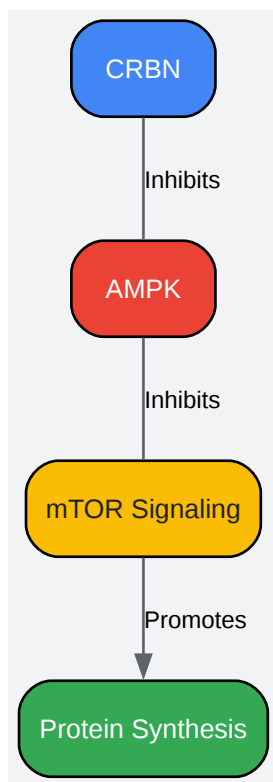 CRBN
Inhibits
AMPK
Inhibits
mTOR Signaling
Promotes
Protein Synthesis